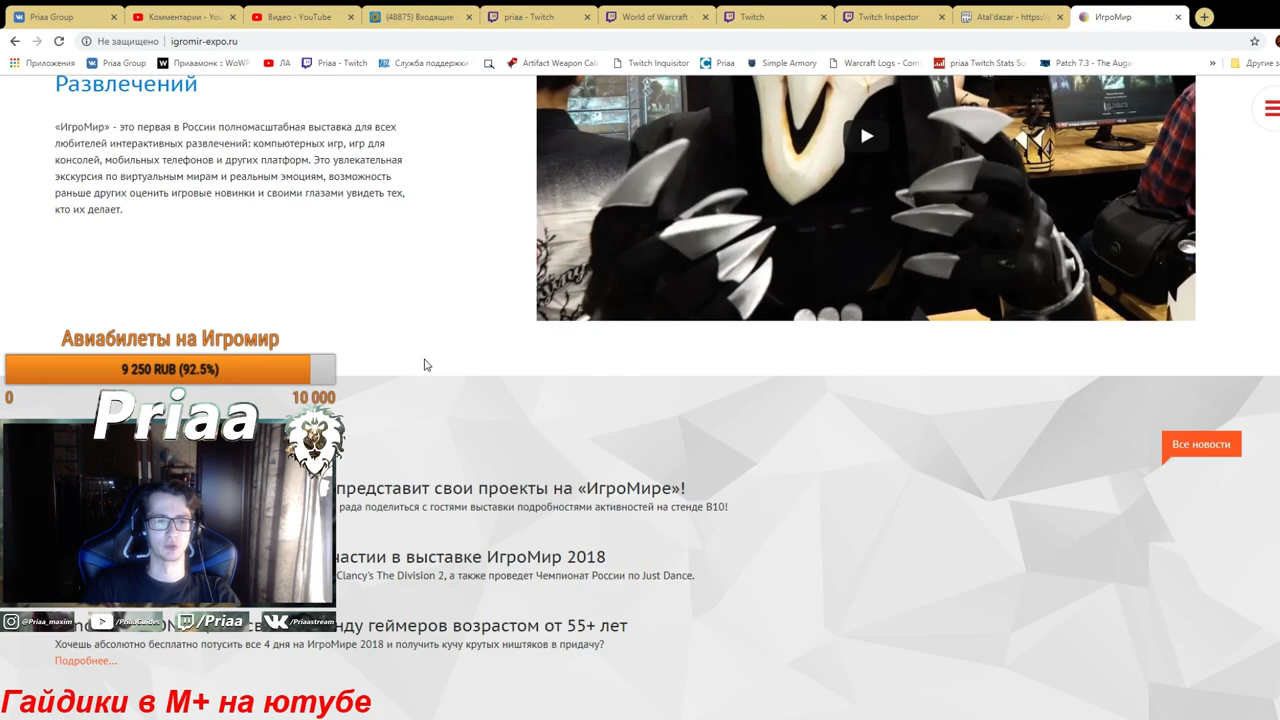 Priaa Group
Комментарии - You
Видео - YouTube
(48875) Входящие
priaa - Twitch
World of Warcraft -
Twitch
Twitch Inspector
Atal'dazar - https://
ИгроМир
Не защищено
igromir-expo.ru
Приложения
Priaa Group
Приаамонк :: WoWP
ЛА
Priaa - Twitch
Служба поддержки
Artifact Weapon Calc
Twitch Inquisitor
Priaa
Simple Armory
Warcraft Logs - Com
priaa Twitch Stats Su
Patch 7.3 - The Auga
»
Другие з
Развлечений
«ИгроМир» - это первая в России полномасштабная выставка для всех
любителей интерактивных развлечений: компьютерных игр, игр для
консолей, мобильных телефонов и других платформ. Это увлекательная
экскурсия по виртуальным мирам и реальным эмоциям, возможность
раньше других оценить игровые новинки и своими глазами увидеть тех,
кто их делает.
Авиабилеты на Игромир
9 250 RUB (92.5%)
0
10 000
Priaa
Все новости
представит свои проекты на «ИгроМире»!
рада поделиться с гостями выставки подробностями активностей на стенде B10!
частии в выставке ИгроМир 2018
Clancy's The Division 2, а также проведет Чемпионат России по Just Dance.
@Priaa_maxim
/PriaaGuides
/Priaa
/Priaastream
нду геймеров возрастом от 55+ лет
Хочешь абсолютно бесплатно потусить все 4 дня на ИгроМире 2018 и получить кучу крутых ништяков в придачу?
Подробнее...
Гайдики в М+ на ютубе